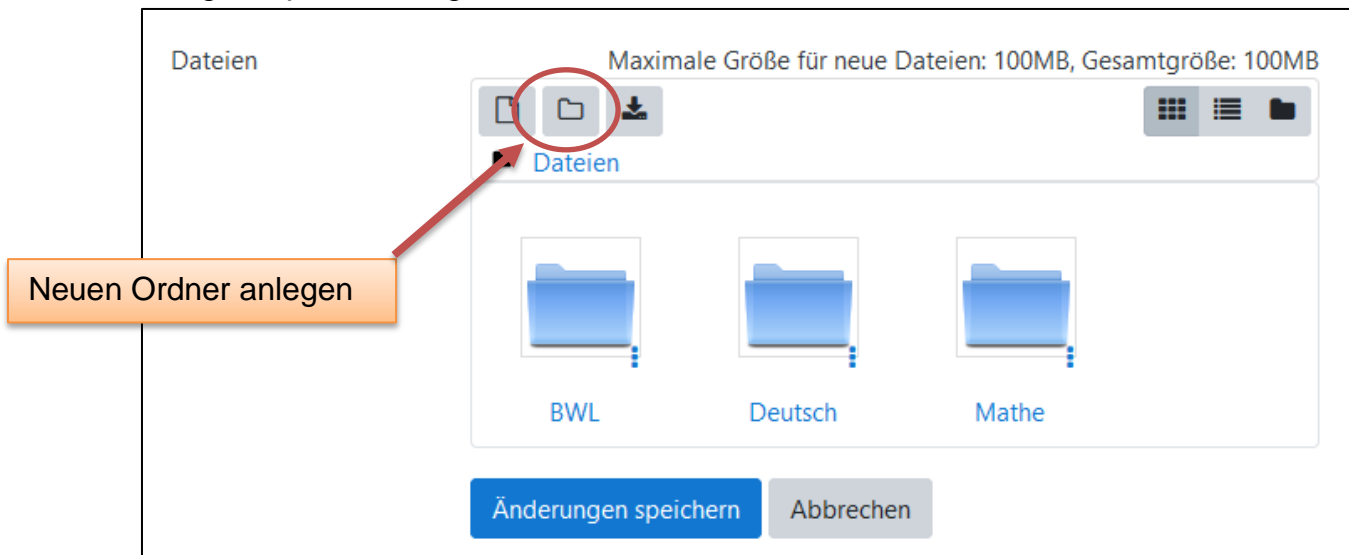 Dateien
Maximale Größe für neue Dateien: 100MB, Gesamtgröße: 100MB
Dateien
Neuen Ordner anlegen
BWL
Deutsch
Mathe
Änderungen speichern
Abbrechen